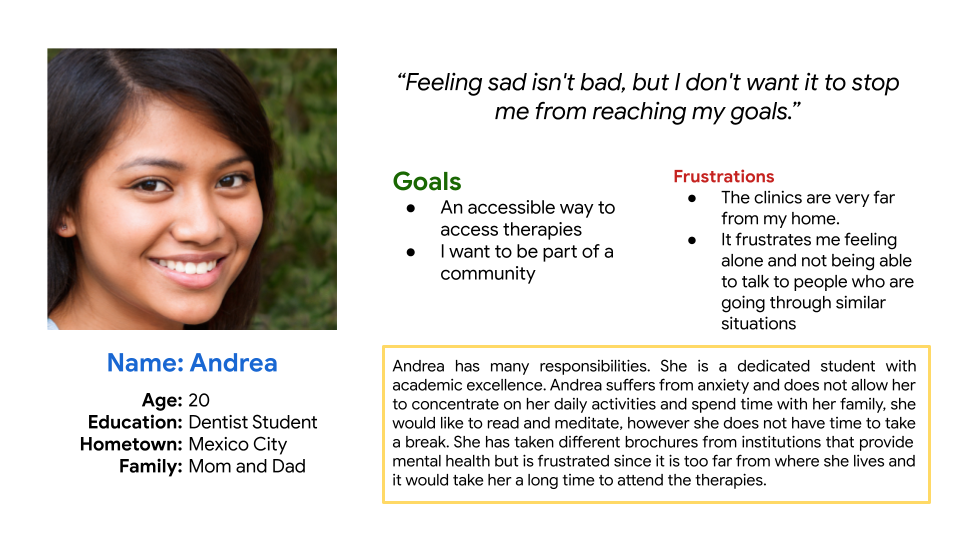 “Feeling sad isn't bad, but I don't want it to stop
me from reaching my goals.”
Goals
● An accessible way to
access therapies
● I want to be part of a
community
Frustrations
● The clinics are very far
from my home.
● It frustrates me feeling
alone and not being able
to talk to people who are
going through similar
situations
Name: Andrea
Age: 20
Education: Dentist Student
Hometown: Mexico City
Family: Mom and Dad
Andrea has many responsibilities. She is a dedicated student with
academic excellence. Andrea suffers from anxiety and does not allow her
to concentrate on her daily activities and spend time with her family, she
would like to read and meditate, however she does not have time to take
a break. She has taken different brochures from institutions that provide
mental health but is frustrated since it is too far from where she lives and
it would take her a long time to attend the therapies.